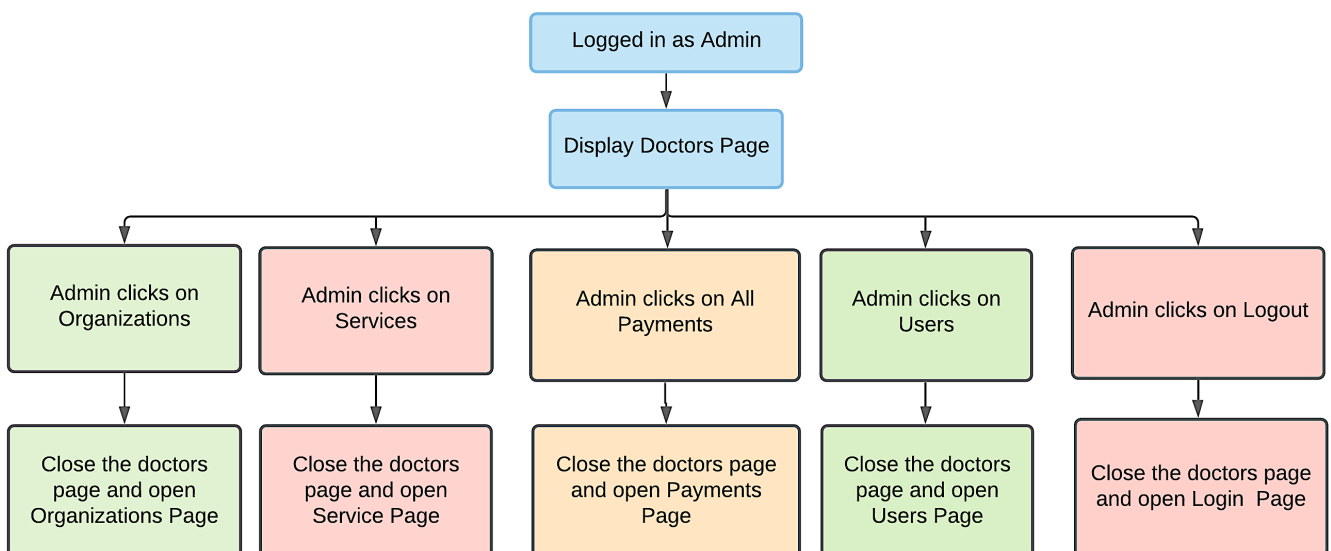 Logged in as Admin
Display Doctors Page
Admin clicks on
Organizations
Admin clicks on
Services
Admin clicks on All
Payments
Admin clicks on
Users
Admin clicks on Logout
Close the doctors
page and open
Organizations Page
Close the doctors
page and open
Service Page
Close the doctors page
and open Payments
Page
Close the doctors
page and open
Users Page
Close the doctors page
and open Login  Page